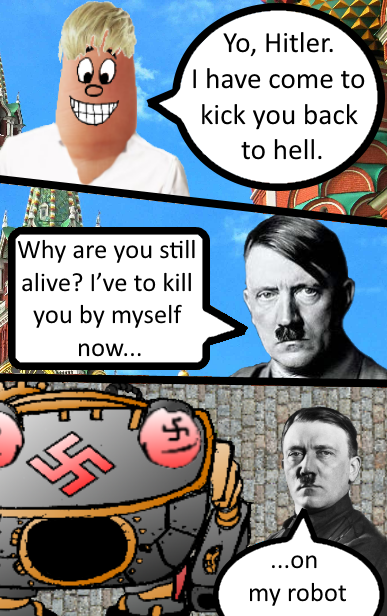 Yo, Hitler.
I have come to
kick you back
to hell.
Why are you still
alive? I've to kill
you by myself
now...
...on
my robot